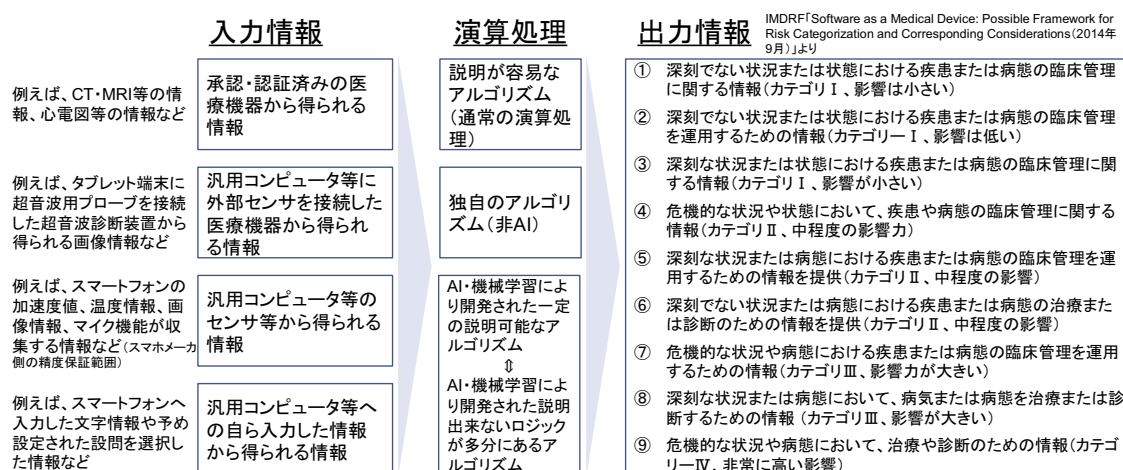 入力情報
演算処理
出力情報
IMDRF「Software as a Medical Device: Possible Framework for
Risk Categorization and Corresponding Considerations(2014年
9月)」より
例えば、CT・MRI等の情
報、心電図等の情報など
承認・認証済みの医
療機器から得られる
情報
例えば、タブレット端末に
超音波用プローブを接続
した超音波診断装置から
得られる画像情報など
汎用コンピュータ等に
外部センサを接続した
医療機器から得られ
る情報
例えば、スマートフォンの
加速度値、温度情報、画
像情報、マイク機能が収
集する情報など(スマホメーカ
側の精度保証範囲)
汎用コンピュータ等の
センサ等から得られる
情報
例えば、スマートフォンへ
入力した文字情報や予め
設定された設問を選択し
た情報など
汎用コンピュータ等へ
の自ら入力した情報
から得られる情報
説明が容易な
アルゴリズム
(通常の演算処
理)
独自のアルゴリ
ズム(非AI)
AI・機械学習によ
り開発された一定
の説明可能なア
ルゴリズム
⇕
AI・機械学習によ
り開発された説明
出来ないロジック
が多分にあるア
ルゴリズム
① 深刻でない状況または状態における疾患または病態の臨床管理
に関する情報(カテゴリⅠ、影響は小さい)
② 深刻でない状況または状態における疾患または病態の臨床管理
を運用するための情報(カテゴリーⅠ、影響は低い)
③ 深刻な状況または状態における疾患または病態の臨床管理に関
する情報(カテゴリⅠ、影響が小さい)
④ 危機的な状況や状態において、疾患や病態の臨床管理に関する
情報(カテゴリⅡ、中程度の影響力)
⑤ 深刻な状況または病態における疾患または病態の臨床管理を運
用するための情報を提供(カテゴリⅡ、中程度の影響)
⑥ 深刻でない状況または病態における疾患または病態の治療また
は診断のための情報を提供(カテゴリⅡ、中程度の影響)
⑦ 危機的な状況や病態における疾患または病態の臨床管理を運用
するための情報(カテゴリⅢ、影響力が大きい)
⑧ 深刻な状況または病態において、病気または病態を治療または診
断するための情報 (カテゴリⅢ、影響が大きい)
⑨ 危機的な状況や病態において、治療や診断のための情報(カテゴ
リーⅣ、非常に高い影響)